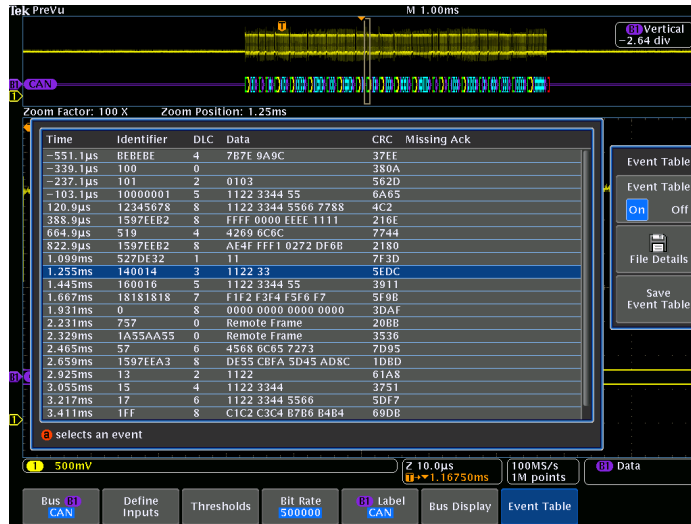 Tek PreVu M 1.00ms
T
B1 Vertical
-2.64 div
B1 CAN
1
Zoom Factor: 100 X Zoom Position: 1.25ms
Time Identifier DLC Data CRC Missing Ack
-551.1µs BEBEBE 4 7B7E 9A9C 37EE
-339.1µs 100 0 380A
-237.1µs 101 2 0103 562D
-103.1µs 10000001 5 1122 3344 55 6A65
120.9µs 12345678 8 1122 3344 5566 7788 4C2
388.9µs 1597EEB2 8 FFFF 0000 EEEE 1111 216E
664.9µs 519 4 4269 6C6C 7744
822.9µs 1597EEB2 8 AE4F FFF1 0272 DF6B 2180
1.099ms 527DE32 1 11 7F3D
1.255ms 140014 3 1122 33 5EDC
1.445ms 160016 5 1122 3344 55 3911
1.667ms 18181818 7 F1F2 F3F4 F5F6 F7 5F9B
1.931ms 0 8 0000 0000 0000 0000 3DAF
2.231ms 757 0 Remote Frame 20BB
2.329ms 1A55AA55 0 Remote Frame 3536
2.465ms 57 6 4568 6C65 7273 7D95
2.659ms 1597EEA3 8 DE55 CBFA 5D45 AD8C 1DBD
2.925ms 13 2 1122 61A8
3.055ms 15 4 1122 3344 3751
3.217ms 17 6 1122 3344 5566 5DF7
3.411ms 1FF 8 C1C2 C3C4 B7B6 B4B4 69DB
a selects an event
Event Table
Event Table
On Off
File Details
Save
Event Table
B1
1
1 500mV
Z 10.0µs
T→▼1.16750ms
100MS/s
1M points
B1 Data
Bus B1
CAN
Define
Inputs
Thresholds
Bit Rate
500000
B1 Label
CAN
Bus Display
Event Table